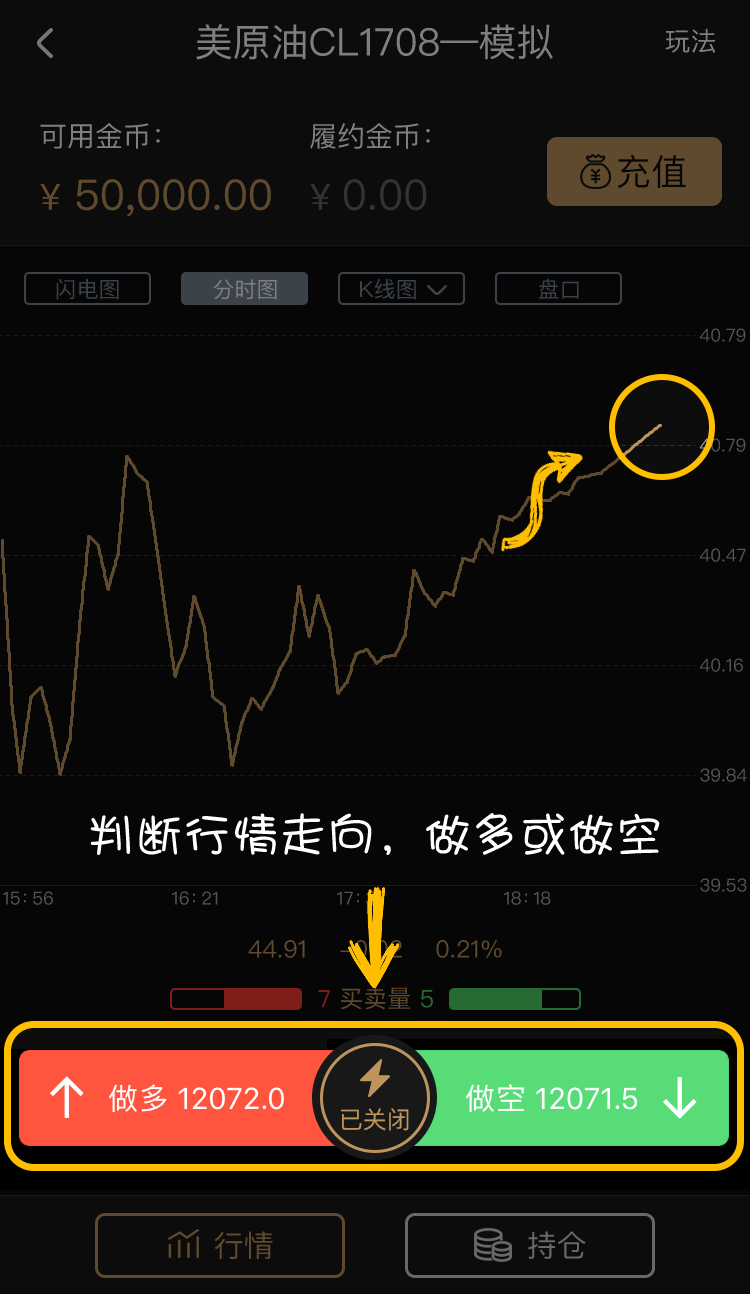 美原油CL1708—模拟
玩法
可用金币：
履约金币：
¥ 50,000.00
¥ 0.00
充值
闪电图
分时图
K线图
盘口
40.79
40.79
40.47
40.16
39.84
判断行情走向，做多或做空
39.53
15:56
16:21
17:
18:18
44.91
0.21%
7 买卖量 5
做多 12072.0
已关闭
做空 12071.5
行情
持仓